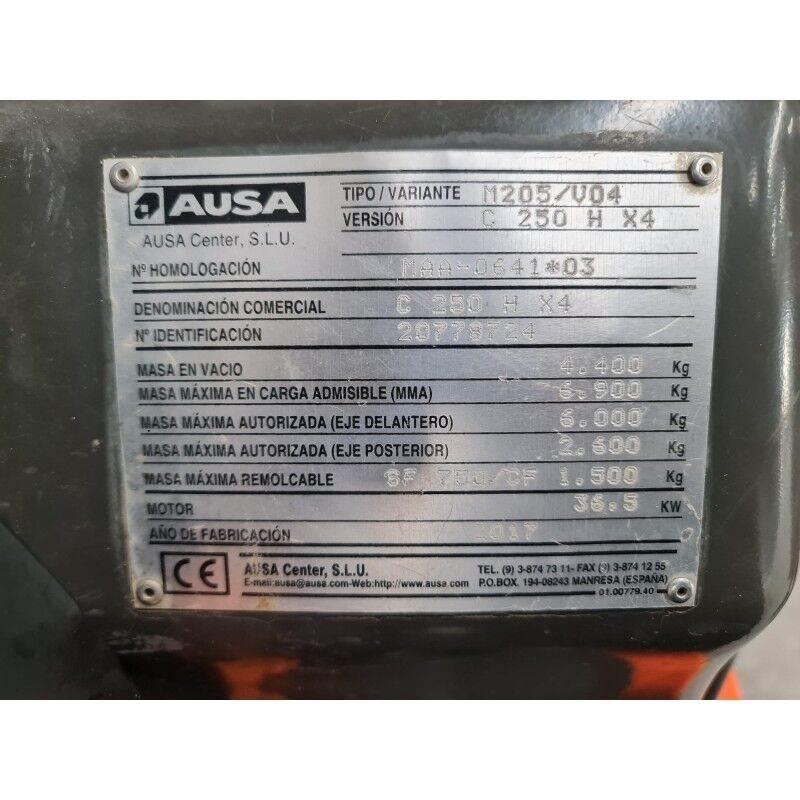 AUSA
AUSA Center, S.L.U.
TIPO / VARIANTE M205/V04
VERSIÓN C 250 H X4
Nº HOMOLOGACIÓN MAA-0641*03
DENOMINACIÓN COMERCIAL C 250 H X4
Nº IDENTIFICACIÓN 20778724
MASA EN VACIO 4.400 Kg
MASA MÁXIMA EN CARGA ADMISIBLE (MMA) 6.900 Kg
MASA MÁXIMA AUTORIZADA (EJE DELANTERO) 6.000 Kg
MASA MÁXIMA AUTORIZADA (EJE POSTERIOR) 2.600 Kg
MASA MÁXIMA REMOLCABLE SF 750/CF 1.500 Kg
MOTOR 36.5 KW
AÑO DE FABRICACIÓN 017
CE
AUSA Center, S.L.U.
E-mail:ausa@ausa.com-Web:http://www.ausa.com
TEL. (9) 3-874 73 11- FAX (9) 3-874 12 55
P.O.BOX. 194-08243 MANRESA (ESPAÑA)
01.00779.40